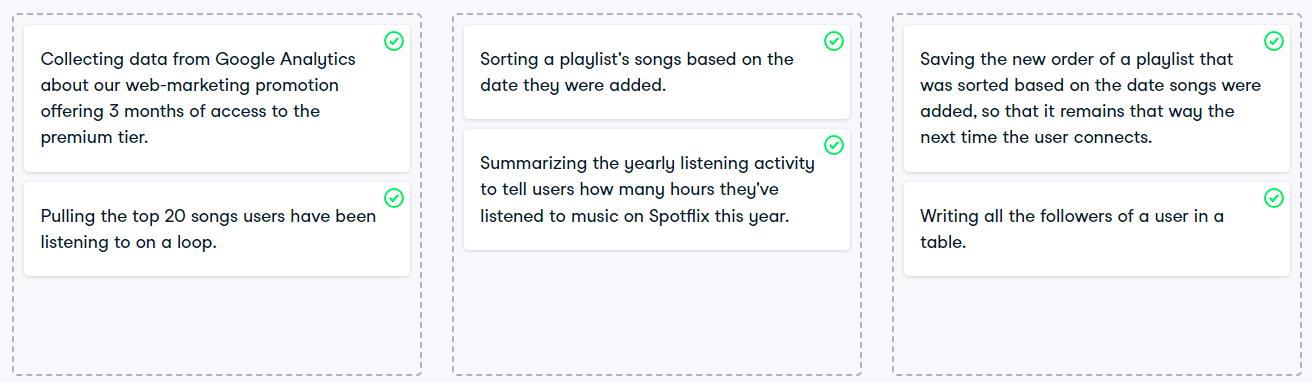 Collecting data from Google Analytics
about our web-marketing promotion
offering 3 months of access to the
premium tier.
Pulling the top 20 songs users have been
listening to on a loop.
Sorting a playlist's songs based on the
date they were added.
Summarizing the yearly listening activity
to tell users how many hours they've
listened to music on Spotflix this year.
Saving the new order of a playlist that
was sorted based on the date songs were
added, so that it remains that way the
next time the user connects.
Writing all the followers of a user in a
table.